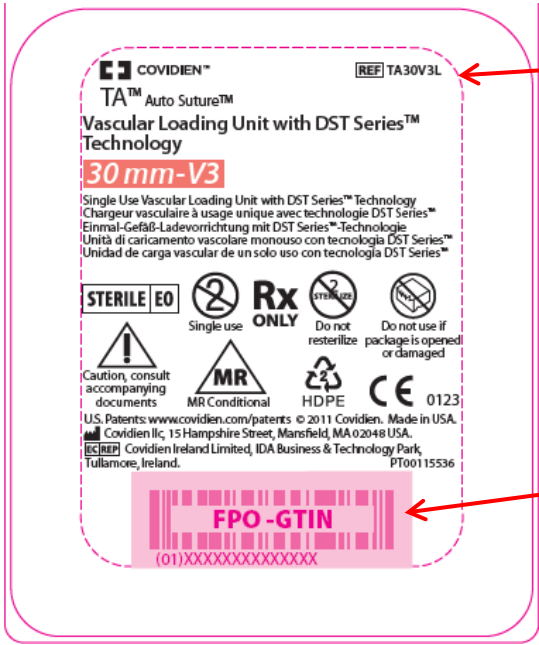 COVIDIEN™
REF TA30V3L
TA™ Auto Suture™
Vascular Loading Unit with DST Series™
Technology
30 mm-V3
Single Use Vascular Loading Unit with DST Series™ Technology
Chargeur vasculaire à usage unique avec technologie DST Series™
Einmal-Gefäß-Ladevorrichtung mit DST Series™-Technologie
Unità di caricamento vascolare monouso con tecnologia DST Series™
Unidad de carga vascular de un solo uso con tecnología DST Series™
STERILE EO
2
Single use
Rx
ONLY
2
STERILIZE
Do not
resterilize
Do not use if
package is opened
or damaged
!
Caution, consult
accompanying
documents
MR
MR Conditional
2
HDPE
CE 0123
U.S. Patents: www.covidien.com/patents © 2011 Covidien. Made in USA.
Covidien llc, 15 Hampshire Street, Mansfield, MA 02048 USA.
EC REP Covidien Ireland Limited, IDA Business & Technology Park,
Tullamore, Ireland.
PT00115536
FPO -GTIN
(01)XXXXXXXXXXXXXX